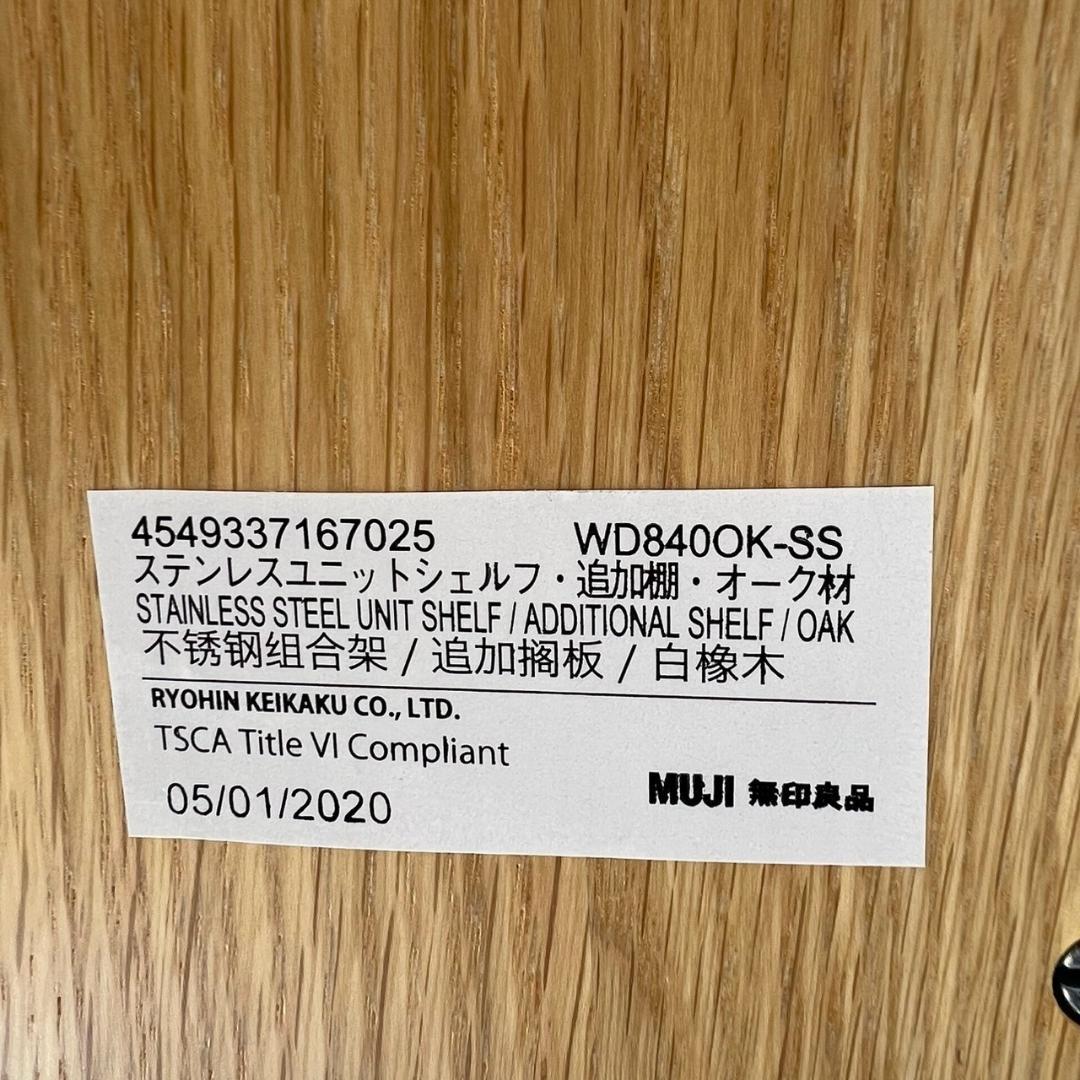 4549337167025 WD840OK-SS
ステンレスユニットシェルフ・追加棚・オーク材
STAINLESS STEEL UNIT SHELF / ADDITIONAL SHELF / OAK
不锈钢组合架 / 追加搁板 / 白橡木
RYOHIN KEIKAKU CO., LTD.
TSCA Title VI Compliant
05/01/2020
MUJI 無印良品